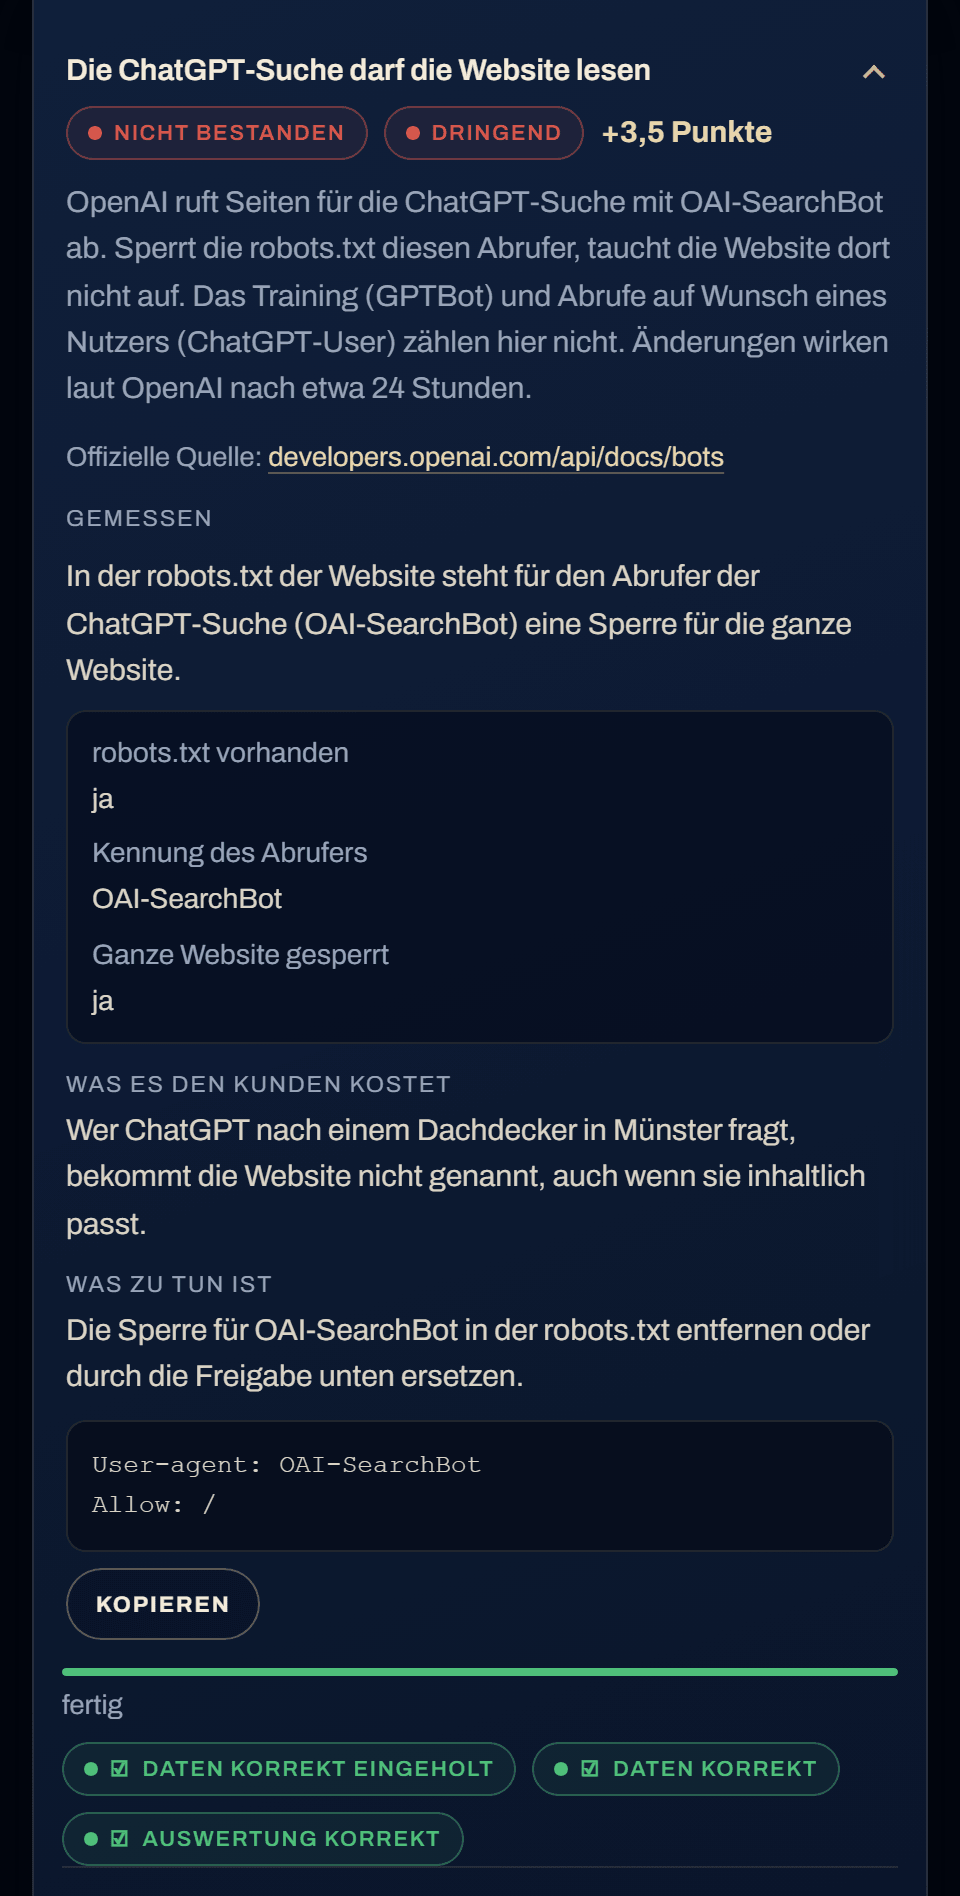 Die ChatGPT-Suche darf die Website lesen
NICHT BESTANDEN DRINGEND +3,5 Punkte
OpenAI ruft Seiten für die ChatGPT-Suche mit OAI-SearchBot
ab. Sperrt die robots.txt diesen Abrufer, taucht die Website dort
nicht auf. Das Training (GPTBot) und Abrufe auf Wunsch eines
Nutzers (ChatGPT-User) zählen hier nicht. Änderungen wirken
laut OpenAI nach etwa 24 Stunden.
Offizielle Quelle: developers.openai.com/api/docs/bots
GEMESSEN
In der robots.txt der Website steht für den Abrufer der
ChatGPT-Suche (OAI-SearchBot) eine Sperre für die ganze
Website.
robots.txt vorhanden
ja
Kennung des Abrufers
OAI-SearchBot
Ganze Website gesperrt
ja
WAS ES DEN KUNDEN KOSTET
Wer ChatGPT nach einem Dachdecker in Münster fragt,
bekommt die Website nicht genannt, auch wenn sie inhaltlich
passt.
WAS ZU TUN IST
Die Sperre für OAI-SearchBot in der robots.txt entfernen oder
durch die Freigabe unten ersetzen.
User-agent: OAI-SearchBot
Allow: /
KOPIEREN
fertig
☑ DATEN KORREKT EINGEHOLT ☑ DATEN KORREKT
☑ AUSWERTUNG KORREKT